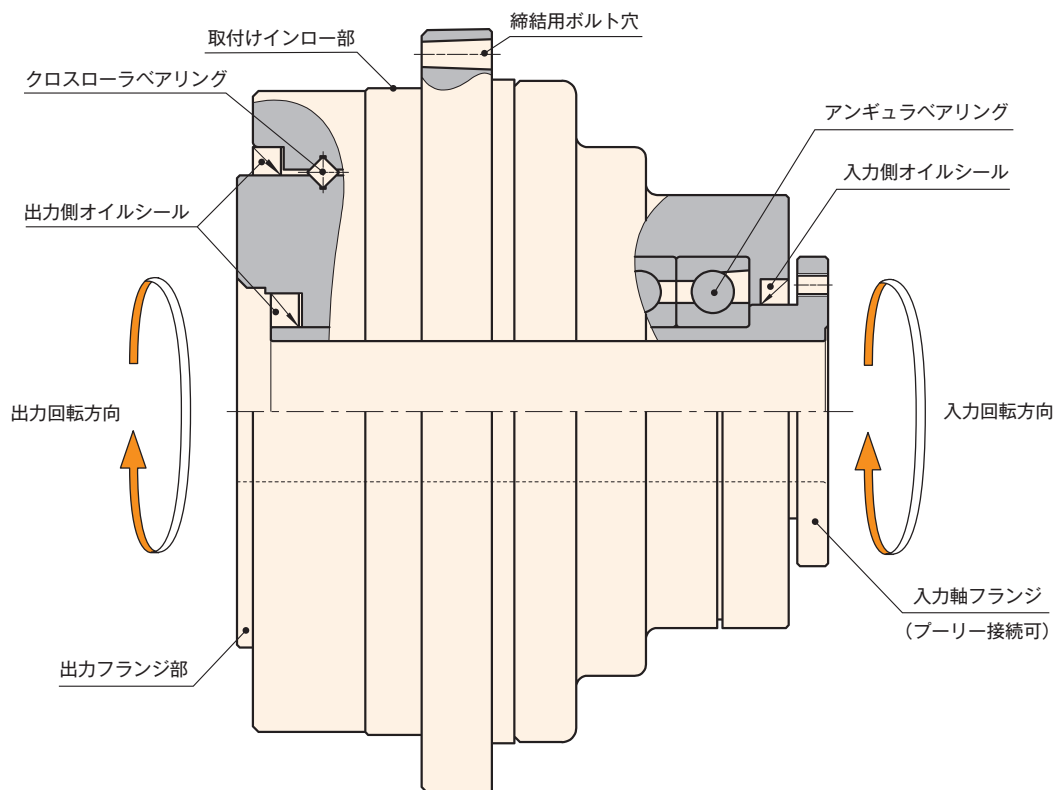 締結用ボルト穴
取付けインロー部
クロスローラベアリング
アンギュラベアリング
入力側オイルシール
出力側オイルシール
出力回転方向
入力回転方向
入力軸フランジ
（プーリー接続可）
出力フランジ部